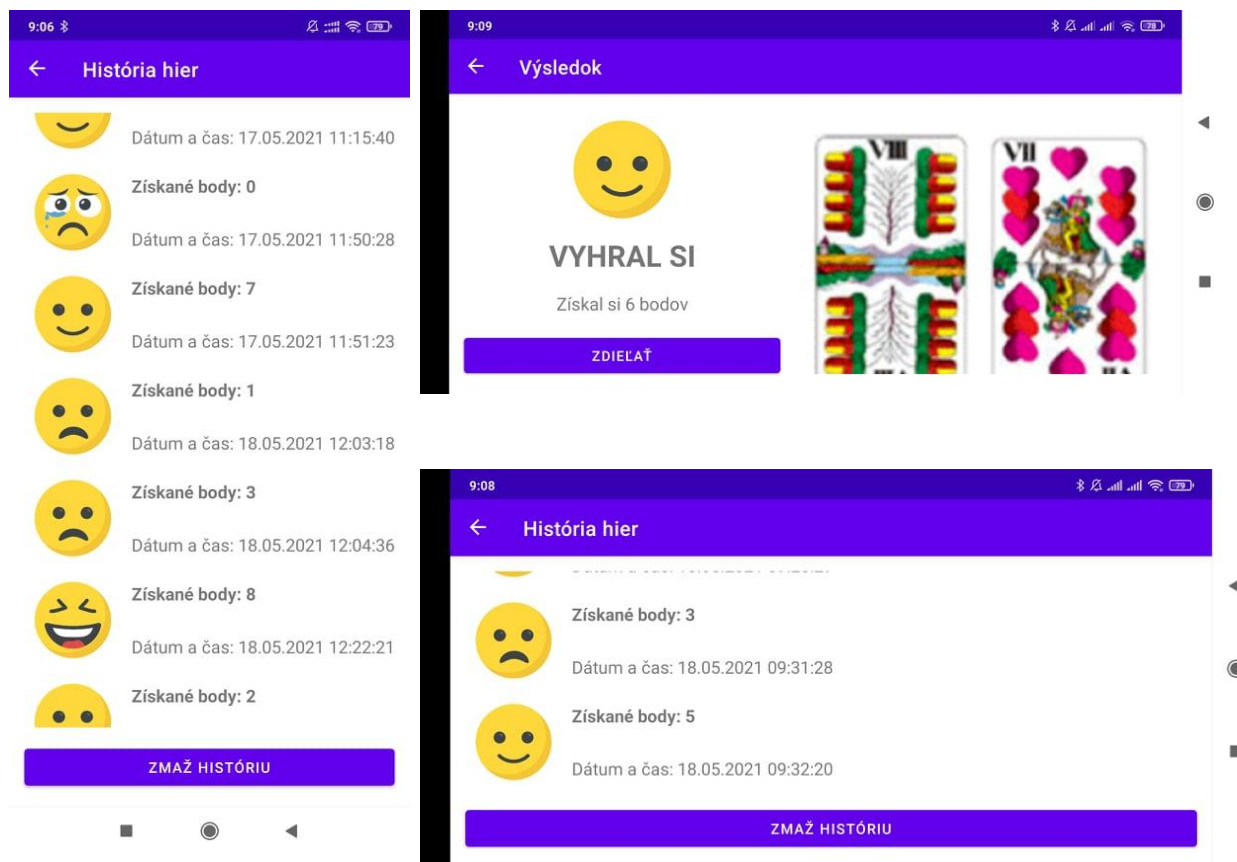 9:06
79
História hier
Dátum a čas: 17.05.2021 11:15:40
Získané body: 0
Dátum a čas: 17.05.2021 11:50:28
Získané body: 7
Dátum a čas: 17.05.2021 11:51:23
Získané body: 1
Dátum a čas: 18.05.2021 12:03:18
Získané body: 3
Dátum a čas: 18.05.2021 12:04:36
Získané body: 8
Dátum a čas: 18.05.2021 12:22:21
Získané body: 2
ZMAŽ HISTÓRIU
9:09
78
Výsledok
VYHRAL SI
Získal si 6 bodov
ZDIEĽAŤ
VIII
VII
9:08
79
História hier
Získané body: 3
Dátum a čas: 18.05.2021 09:31:28
Získané body: 5
Dátum a čas: 18.05.2021 09:32:20
ZMAŽ HISTÓRIU